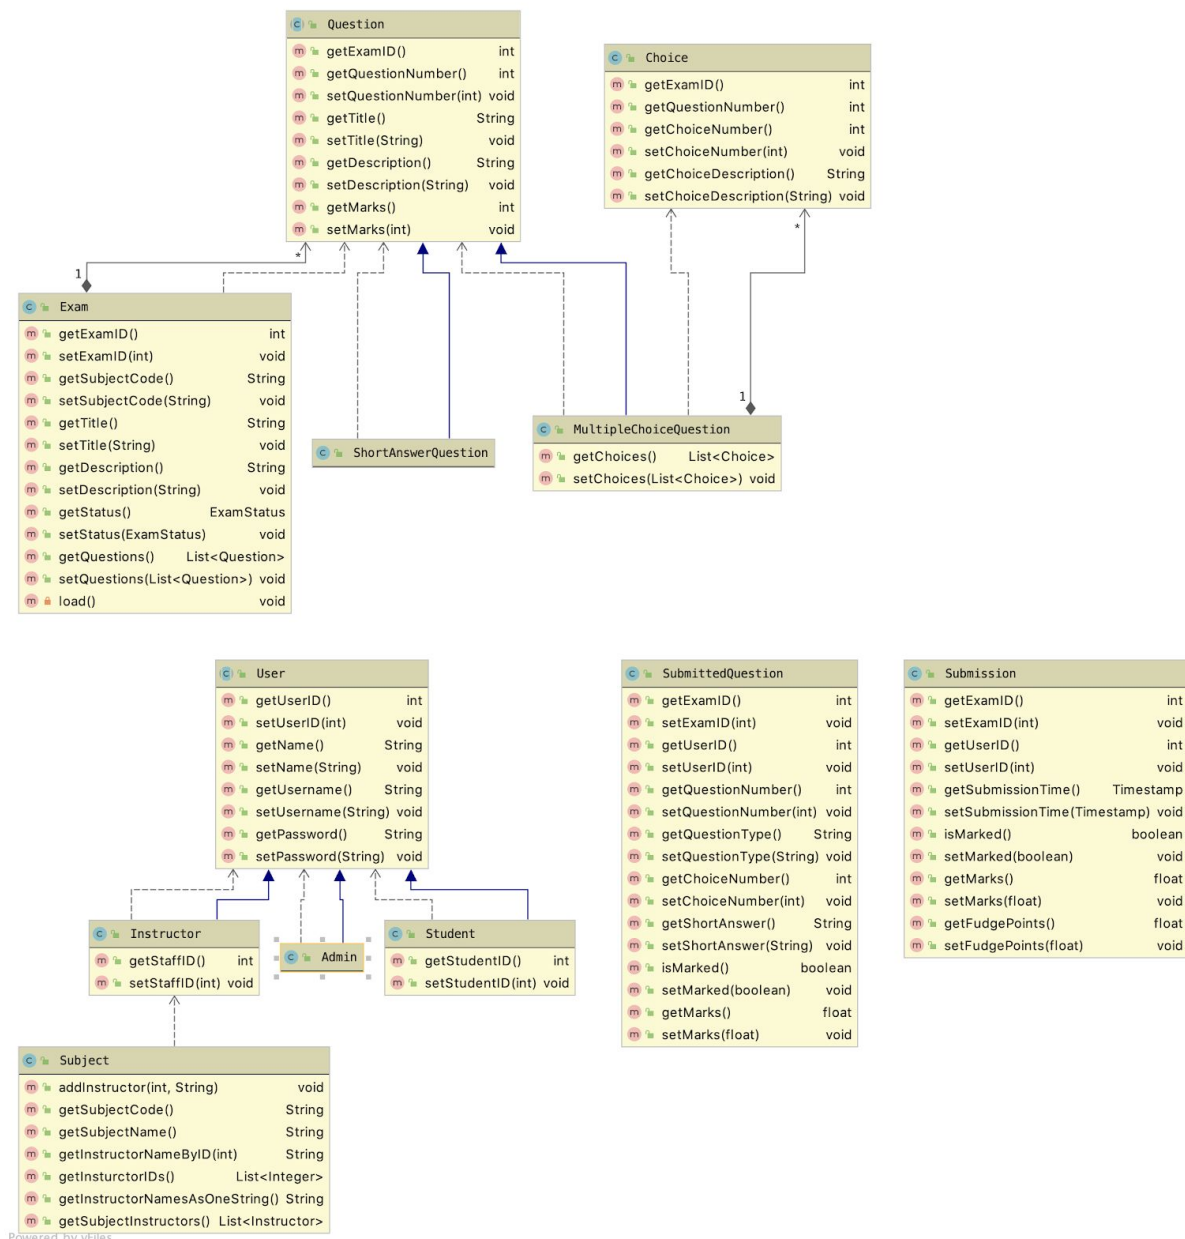 Question
getExamID() int
getQuestionNumber() int
setQuestionNumber(int) void
getTitle() String
setTitle(String) void
getDescription() String
setDescription(String) void
getMarks() int
setMarks(int) void
Choice
getExamID() int
getQuestionNumber() int
getChoiceNumber() int
setChoiceNumber(int) void
getChoiceDescription() String
setChoiceDescription(String) void
*
1
*
1
Exam
getExamID() int
setExamID(int) void
getSubjectCode() String
setSubjectCode(String) void
getTitle() String
setTitle(String) void
getDescription() String
setDescription(String) void
getStatus() ExamStatus
setStatus(ExamStatus) void
getQuestions() List<Question>
setQuestions(List<Question>) void
load() void
ShortAnswerQuestion
MultipleChoiceQuestion
getChoices() List<Choice>
setChoices(List<Choice>) void
User
getUserID() int
setUserID(int) void
getName() String
setName(String) void
getUsername() String
setUsername(String) void
getPassword() String
setPassword(String) void
SubmittedQuestion
getExamID() int
setExamID(int) void
getUserID() int
setUserID(int) void
getQuestionNumber() int
setQuestionNumber(int) void
getQuestionType() String
setQuestionType(String) void
getChoiceNumber() int
setChoiceNumber(int) void
getShortAnswer() String
setShortAnswer(String) void
isMarked() boolean
setMarked(boolean) void
getMarks() float
setMarks(float) void
Submission
getExamID() int
setExamID(int) void
getUserID() int
setUserID(int) void
getSubmissionTime() Timestamp
setSubmissionTime(Timestamp) void
isMarked() boolean
setMarked(boolean) void
getMarks() float
setMarks(float) void
getFudgePoints() float
setFudgePoints(float) void
Instructor
getStaffID() int
setStaffID(int) void
Admin
Student
getStudentID() int
setStudentID(int) void
Subject
addInstructor(int, String) void
getSubjectCode() String
getSubjectName() String
getInstructorNameByID(int) String
getInsturctorIDs() List<Integer>
getInstructorNamesAsOneString() String
getSubjectInstructors() List<Instructor>
Powered by yFiles